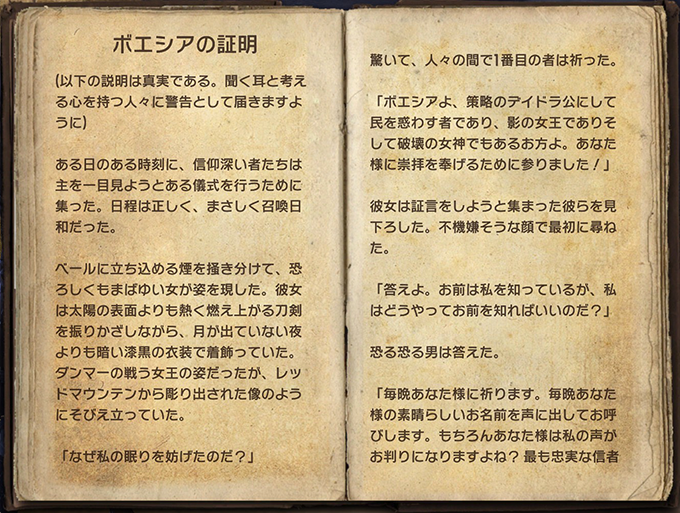 ボエシアの証明
(以下の説明は真実である。聞く耳と考え
る心を持つ人々に警告として届きますよ
うに)
ある日のある時刻に、信仰深い者たちは
主を一目見ようとある儀式を行うために
集った。日程は正しく、まさしく召喚日
和だった。
ベールに立ち込める煙を掻き分けて、恐
ろしくもまばゆい女が姿を現した。彼女
は太陽の表面よりも熱く燃え上がる刀剣
を振りかざしながら、月が出ていない夜
よりも暗い漆黒の衣装で着飾っていた。
ダンマーの戦う女王の姿だったが、レッ
ドマウンテンから彫り出された像のよう
にそびえ立っていた。
「なぜ私の眠りを妨げたのだ？」
驚いて、人々の間で1番目の者は祈った。
「ボエシアよ、策略のデイドラ公にして
民を惑わす者であり、影の女王でありそ
して破壊の女神でもあるお方よ。あなた
様に崇拝を奉げるために参りました！」
彼女は証言をしようと集まった彼らを見
下ろした。不機嫌そうな顔で最初に尋ね
た。
「答えよ。お前は私を知っているが、私
はどうやってお前を知ればいいのだ？」
恐る恐る男は答えた。
「毎晩あなた様に祈ります。毎晩あなた
様の素晴らしいお名前を声に出してお呼
びします。もちろんあなた様は私の声が
お判りになりますよね？ 最も忠実な信者